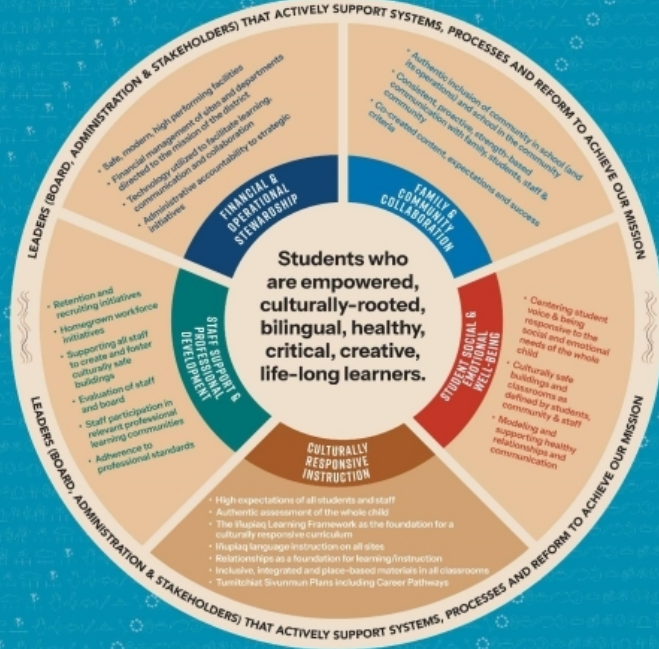 LEADERS (BOARD, ADMINISTRATION & STAKEHOLDERS) THAT ACTIVELY SUPPORT SYSTEMS, PROCESSES AND REFORM TO ACHIEVE OUR MISSION
• Safe, modern, high performing facilities
• Financial management of sites and departments
directed to the mission of the district
• Technology utilized to facilitate learning,
communication and collaboration
• Administrative accountability to strategic
initiatives
FINANCIAL &
OPERATIONAL
STEWARDSHIP
• Authentic inclusion of community in school (and
its operations) and school in the community
• Consistent, proactive, strength-based
communication with family, students, staff &
community
• Co-created content, expectations and success
criteria
FAMILY &
COMMUNITY
COLLABORATION
Students who
are empowered,
culturally-rooted,
bilingual, healthy,
critical, creative,
life-long learners.
• Retention and
recruiting initiatives
• Homegrown workforce
initiatives
• Supporting all staff
to create and foster
culturally safe
buildings
• Evaluation of staff
and board
• Staff participation in
relevant professional
learning communities
• Adherence to
professional standards
STAFF SUPPORT &
PROFESSIONAL
DEVELOPMENT
STUDENT SOCIAL &
EMOTIONAL
WELL-BEING
• Centering student
voice & being
responsive to the
social and emotional
needs of the whole
child
• Culturally safe
buildings and
classrooms as
defined by students,
community & staff
• Modeling and
supporting healthy
relationships and
communication
CULTURALLY
RESPONSIVE
INSTRUCTION
• High expectations of all students and staff
• Authentic assessment of the whole child
• The Iñupiaq Learning Framework as the foundation for a
culturally responsive curriculum
• Iñupiaq language instruction on all sites
• Relationships as a foundation for learning/instruction
• Inclusive, integrated and place-based materials in all classrooms
• Tumitchiat Sivunmun Plans including Career Pathways
LEADERS (BOARD, ADMINISTRATION & STAKEHOLDERS) THAT ACTIVELY SUPPORT SYSTEMS, PROCESSES AND REFORM TO ACHIEVE OUR MISSION